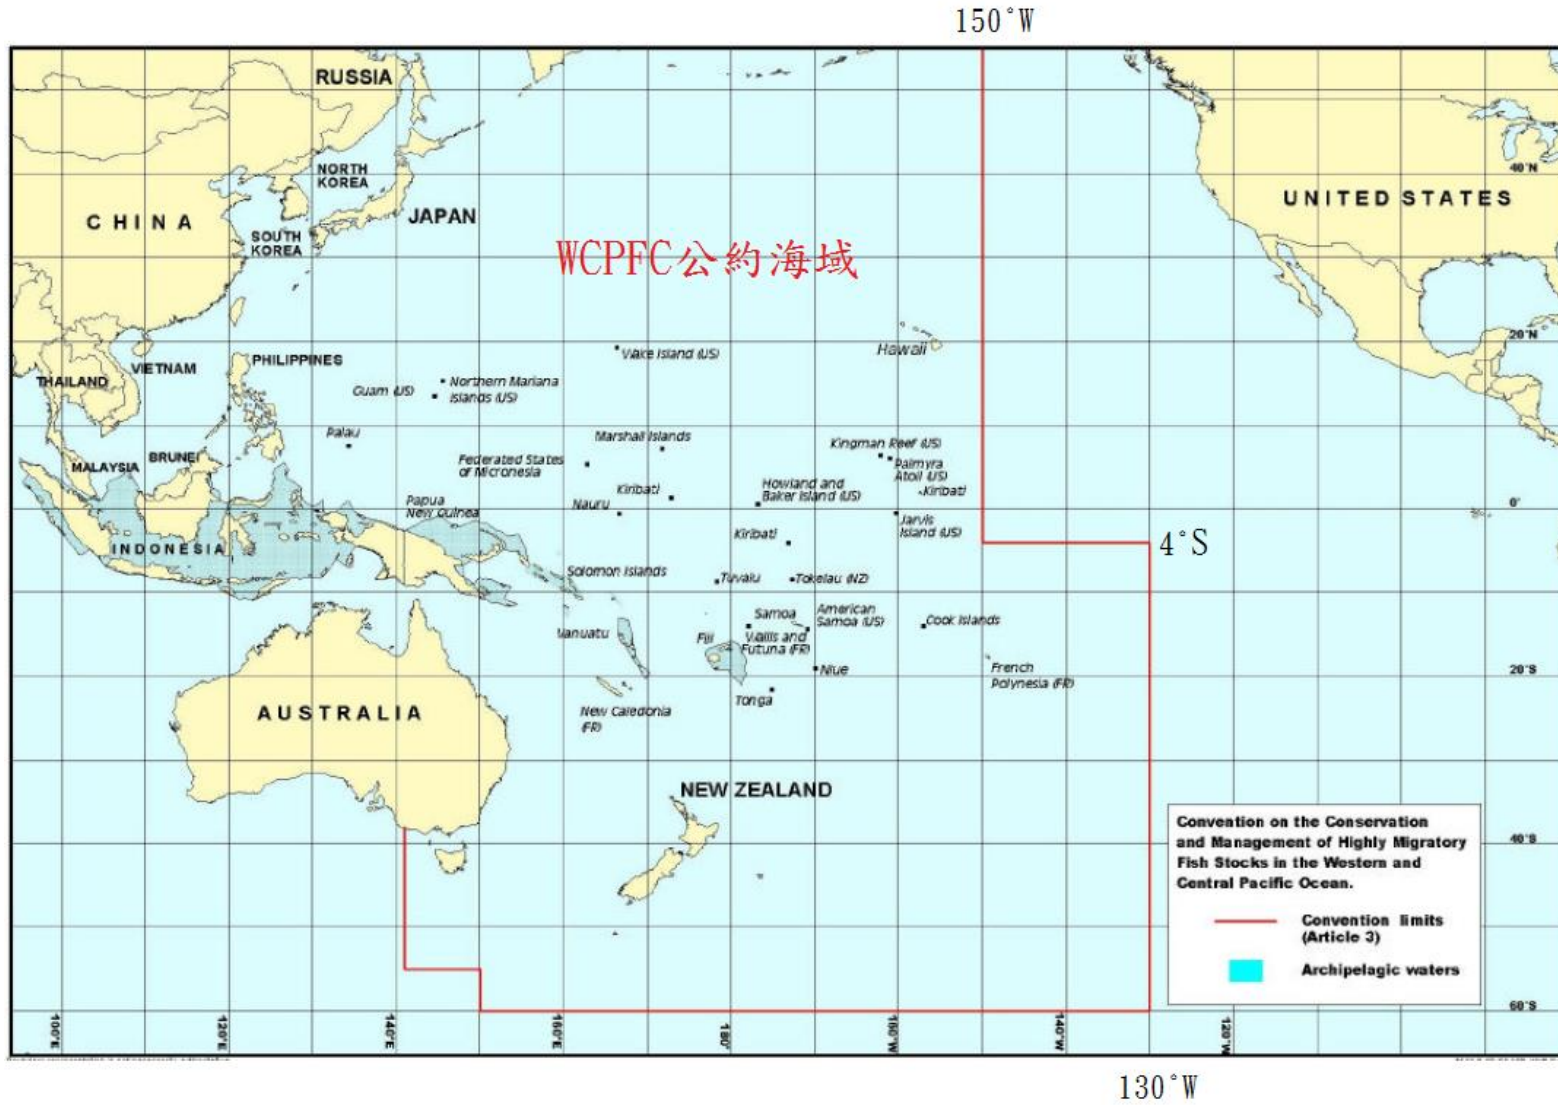 150°W
RUSSIA
NORTH
KOREA
40°N
UNITED STATES
CHINA
JAPAN
SOUTH
KOREA
WCPFC公約海域
20°N
Hawaii
Wake Island (US)
PHILIPPINES
VIETNAM
THAILAND
Guam (US)
Northern Mariana
Islands (US)
Palau
Marshall Islands
Kingman Reef (US)
BRUNEI
MALAYSIA
Federated States
of Micronesia
Palmyra
Atoll (US)
Howland and
Baker Island (US)
Kiribati
Kiribati
Papua
New Guinea
Nauru
0°
Jarvis
Island (US)
Kiribati
4°S
INDONESIA
Solomon Islands
Tuvalu
Tokelau (NZ)
Samoa
American
Samoa (US)
Cook Islands
Vanuatu
Fiji
Wallis and
Futuna (FR)
Niue
French
Polynesia (FR)
20°S
Tonga
AUSTRALIA
New Caledonia
(FR)
NEW ZEALAND
Convention on the Conservation
and Management of Highly Migratory
Fish Stocks in the Western and
Central Pacific Ocean.
40°S
Convention limits
(Article 3)
Archipelagic waters
60°S
100°E
120°E
140°E
160°E
180°
160°W
140°W
120°W
130°W